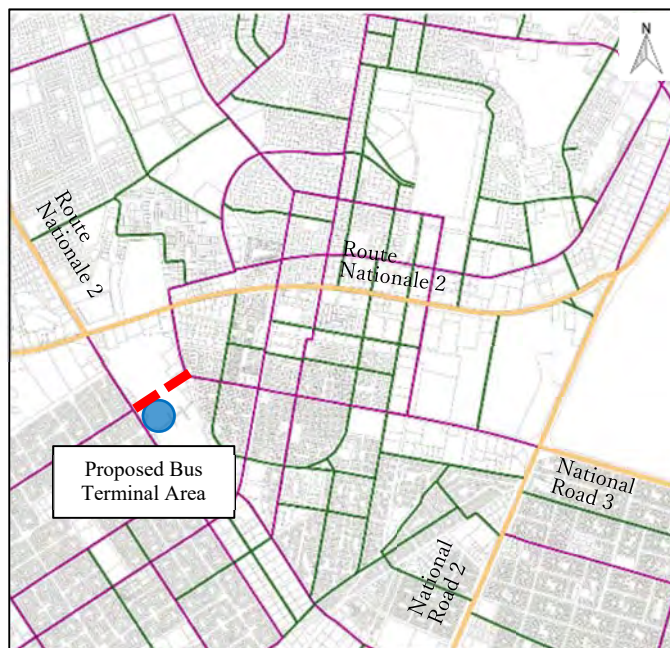 N
Route
Nationale 2
Route
Nationale 2
Proposed Bus
Terminal Area
National
Road 3
National
Road 2